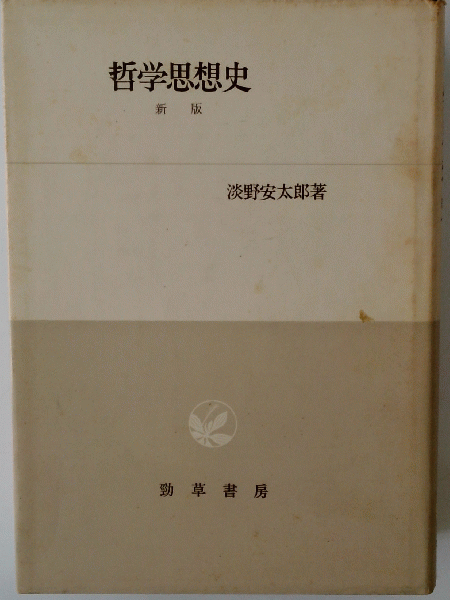 哲学思想史
新 版
淡野安太郎著
勁草書房